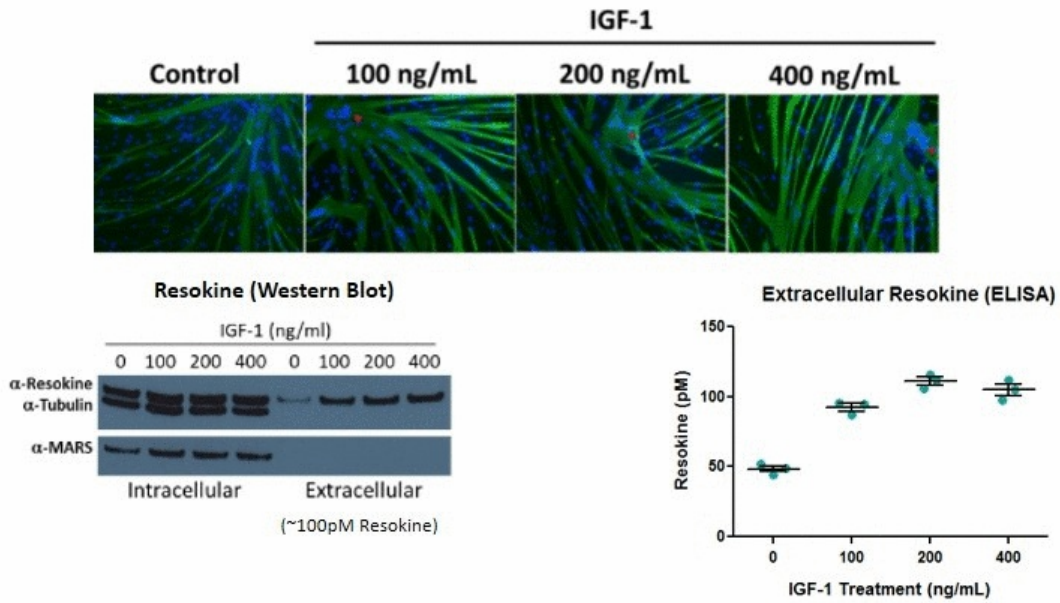 IGF-1
Control 100 ng/mL 200 ng/mL 400 ng/mL
Resokine (Western Blot)
IGF-1 (ng/ml)
0 100 200 400 0 100 200 400
α-Resokine
α-Tubulin
α-MARS
Intracellular Extracellular
(~100pM Resokine)
Extracellular Resokine (ELISA)
Resokine (pM)
150
100
50
0
0 100 200 400
IGF-1 Treatment (ng/mL)